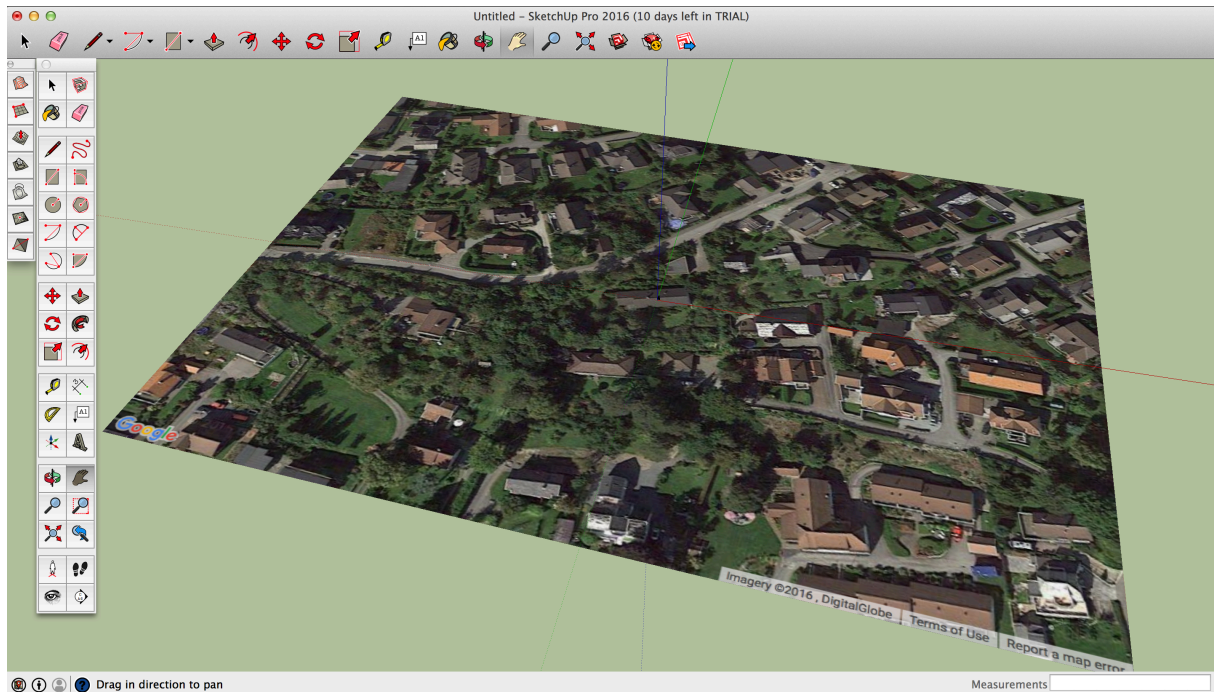 Untitled – SketchUp Pro 2016 (10 days left in TRIAL)
A1
A1
Google
Imagery ©2016 , DigitalGlobe
Terms of Use
Report a map error
Drag in direction to pan
Measurements